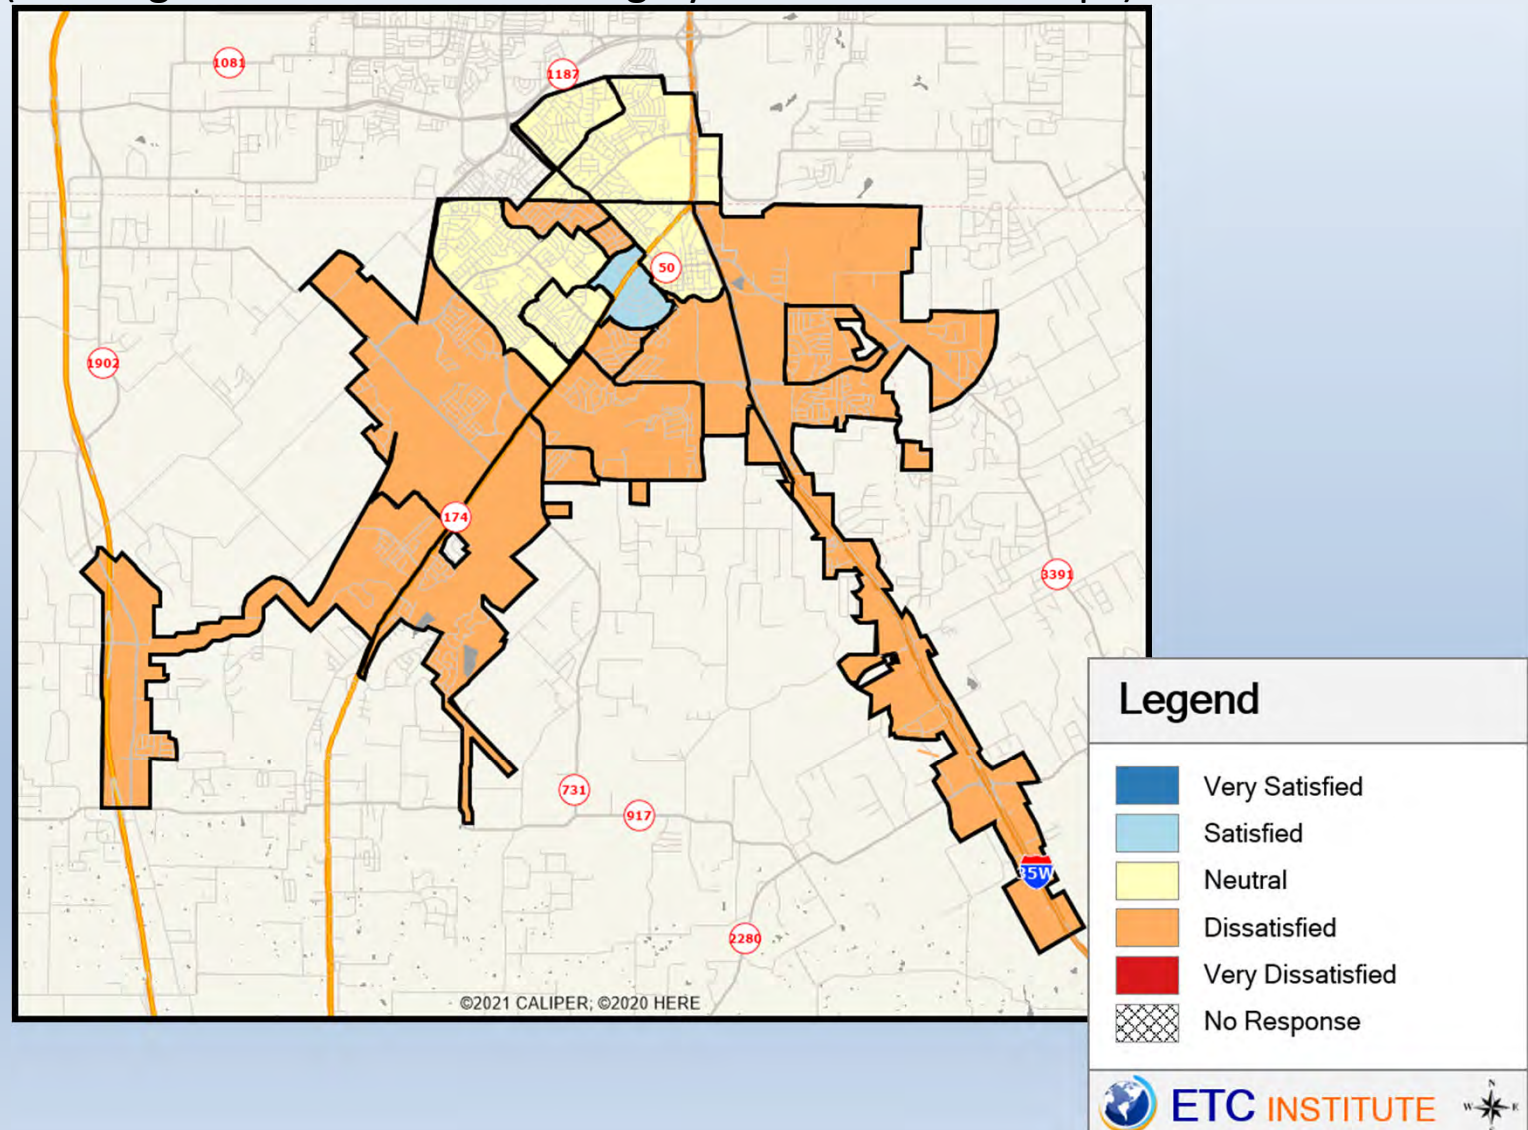 1081
1187
50
1902
174
3391
731
917
35W
2280
©2021 CALIPER; ©2020 HERE
Legend
Very Satisfied
Satisfied
Neutral
Dissatisfied
Very Dissatisfied
No Response
ETC INSTITUTE
N
W E